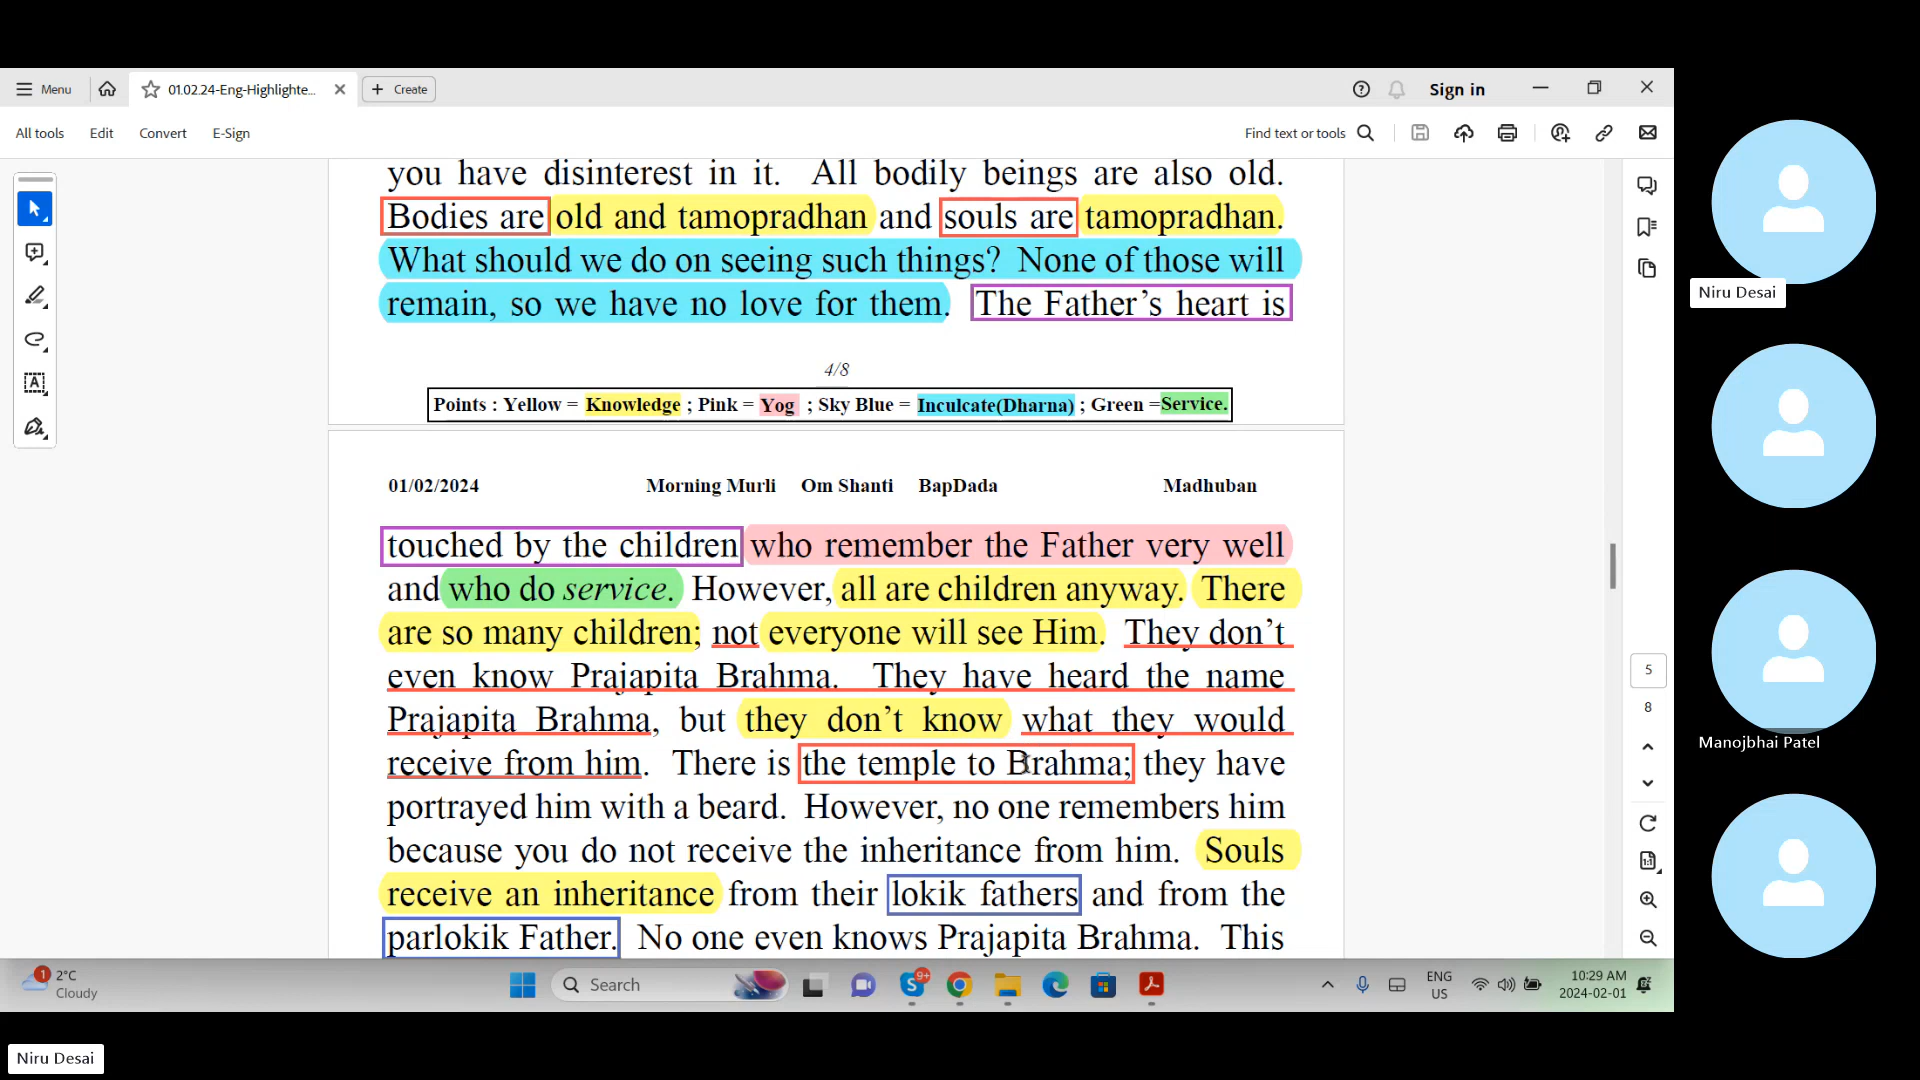 Menu
01.02.24-Eng-Highlighte...
Create
Sign in
All tools
Edit
Convert
E-Sign
Find text or tools
you have disinterest in it. All bodily beings are also old.
Bodies are old and tamopradhan and souls are tamopradhan.
What should we do on seeing such things? None of those will
remain, so we have no love for them. The Father’s heart is
4/8
Points : Yellow = Knowledge ; Pink = Yog ; Sky Blue = Inculcate(Dharna) ; Green =Service.
01/02/2024 Morning Murli Om Shanti BapDada Madhuban
touched by the children who remember the Father very well
and who do service. However, all are children anyway. There
are so many children; not everyone will see Him. They don’t
even know Prajapita Brahma. They have heard the name
Prajapita Brahma, but they don’t know what they would
receive from him. There is the temple to Brahma; they have
portrayed him with a beard. However, no one remembers him
because you do not receive the inheritance from him. Souls
receive an inheritance from their lokik fathers and from the
parlokik Father. No one even knows Prajapita Brahma. This
5
8
1:1
Niru Desai
Manojbhai Patel
1
2°C
Cloudy
Search
9+
ENG
US
10:29 AM
2024-02-01
Niru Desai